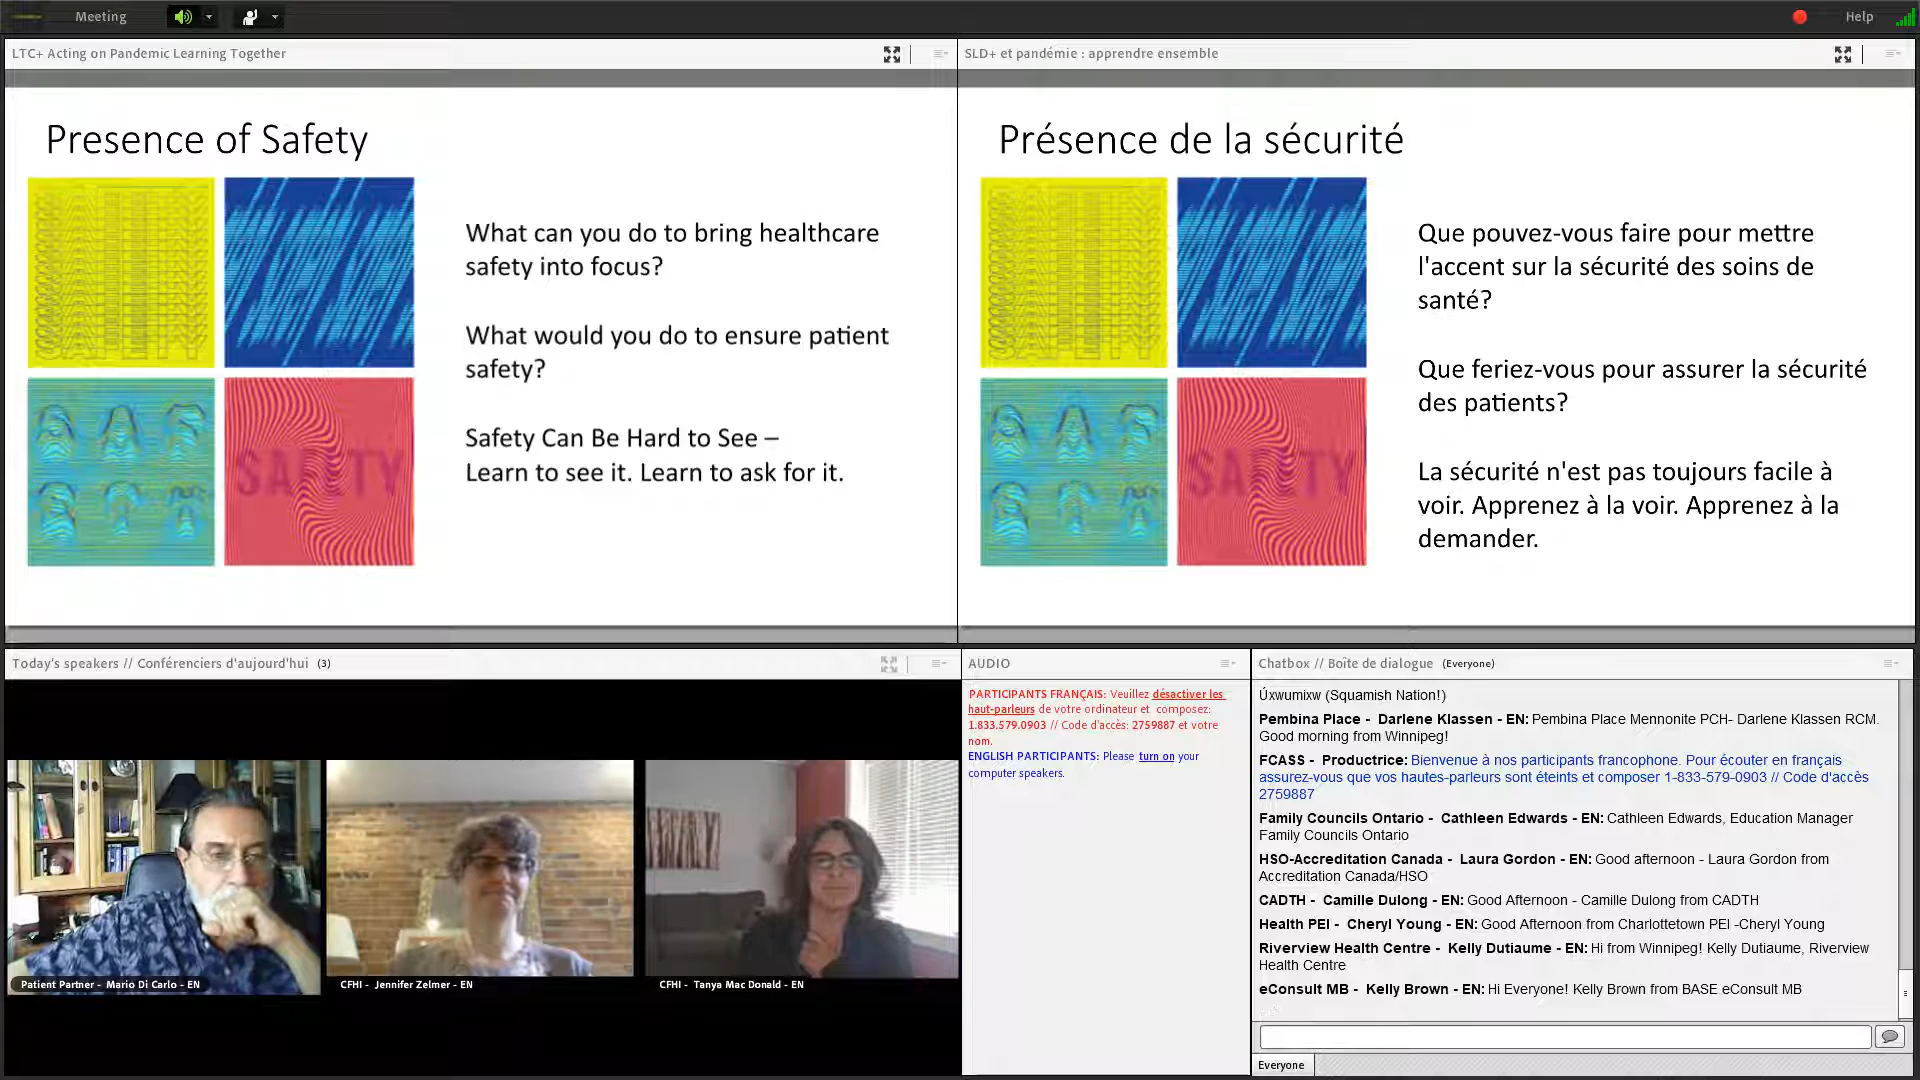 Meeting
Help
LTC+ Acting on Pandemic Learning Together
Presence of Safety
SAFETY
What can you do to bring healthcare
safety into focus?
What would you do to ensure patient
safety?
Safety Can Be Hard to See –
Learn to see it. Learn to ask for it.
SLD+ et pandémie : apprendre ensemble
Présence de la sécurité
SAFETY
Que pouvez-vous faire pour mettre
l'accent sur la sécurité des soins de
santé?
Que feriez-vous pour assurer la sécurité
des patients?
La sécurité n'est pas toujours facile à
voir. Apprenez à la voir. Apprenez à la
demander.
Today's speakers // Conférenciers d'aujourd'hui (3)
Patient Partner - Mario Di Carlo - EN
CFHI - Jennifer Zelmer - EN
CFHI - Tanya Mac Donald - EN
AUDIO
PARTICIPANTS FRANÇAIS: Veuillez désactiver les
haut-parleurs de votre ordinateur et composez:
1.833.579.0903 // Code d'accès: 2759887 et votre
nom.
ENGLISH PARTICIPANTS: Please turn on your
computer speakers.
Chatbox // Boîte de dialogue (Everyone)
Úxwumixw (Squamish Nation!)
Pembina Place - Darlene Klassen - EN: Pembina Place Mennonite PCH- Darlene Klassen RCM.
Good morning from Winnipeg!
FCASS - Productrice: Bienvenue à nos participants francophone. Pour écouter en français
assurez-vous que vos hautes-parleurs sont éteints et composer 1-833-579-0903 // Code d'accès
2759887
Family Councils Ontario - Cathleen Edwards - EN: Cathleen Edwards, Education Manager
Family Councils Ontario
HSO-Accreditation Canada - Laura Gordon - EN: Good afternoon - Laura Gordon from
Accreditation Canada/HSO
CADTH - Camille Dulong - EN: Good Afternoon - Camille Dulong from CADTH
Health PEI - Cheryl Young - EN: Good Afternoon from Charlottetown PEI -Cheryl Young
Riverview Health Centre - Kelly Dutiaume - EN: Hi from Winnipeg! Kelly Dutiaume, Riverview
Health Centre
eConsult MB - Kelly Brown - EN: Hi Everyone! Kelly Brown from BASE eConsult MB
Everyone